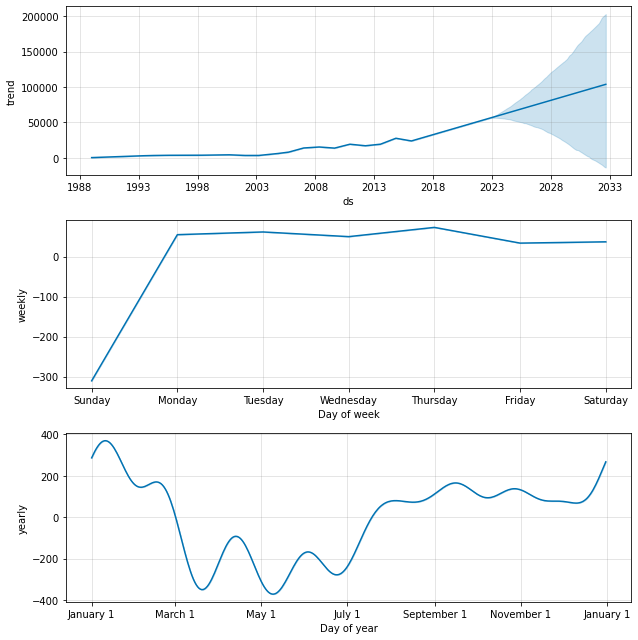 200000
150000
100000
50000
0
trend
1988 1993 1998 2003 2008 2013 2018 2023 2028 2033
ds
0
−100
−200
−300
weekly
Sunday Monday Tuesday Wednesday Thursday Friday Saturday
Day of week
400
200
0
−200
−400
yearly
January 1 March 1 May 1 July 1 September 1 November 1 January 1
Day of year